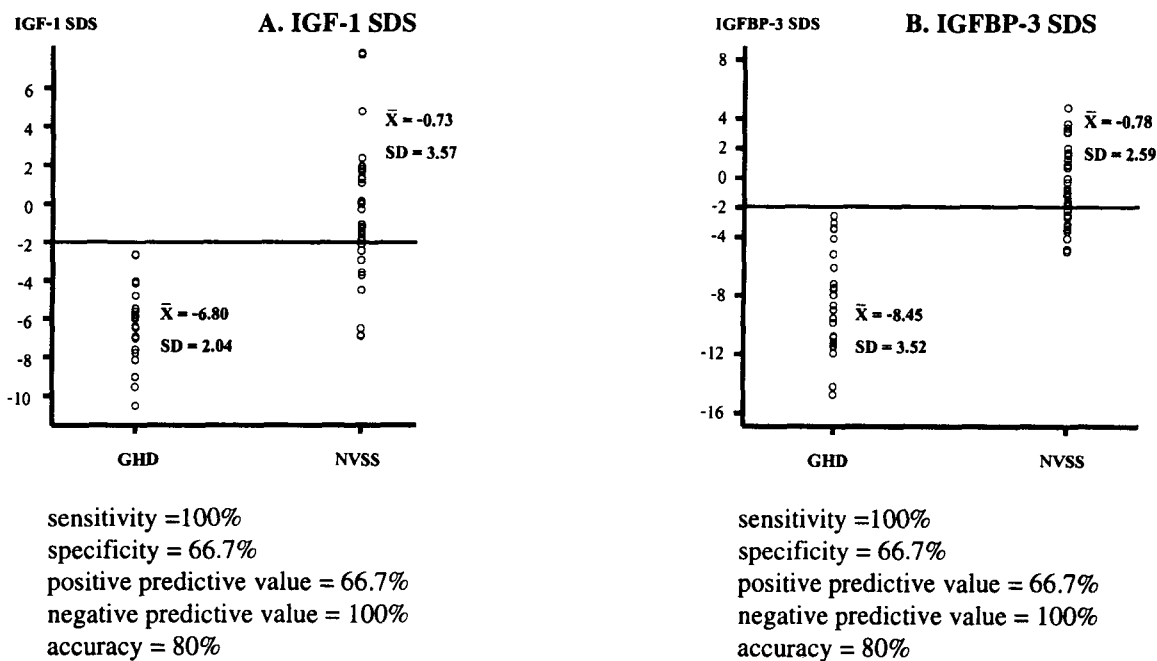 IGF-1 SDS
A. IGF-1 SDS
6
4
2
0
-2
-4
-6
-8
-10
X̄ = -0.73
SD = 3.57
X̄ = -6.80
SD = 2.04
GHD
NVSS
sensitivity =100%
specificity = 66.7%
positive predictive value = 66.7%
negative predictive value = 100%
accuracy = 80%
IGFBP-3 SDS
B. IGFBP-3 SDS
8
4
2
0
-2
-4
-8
-12
-16
X̄ = -0.78
SD = 2.59
X̄ = -8.45
SD = 3.52
GHD
NVSS
sensitivity =100%
specificity = 66.7%
positive predictive value = 66.7%
negative predictive value = 100%
accuracy = 80%